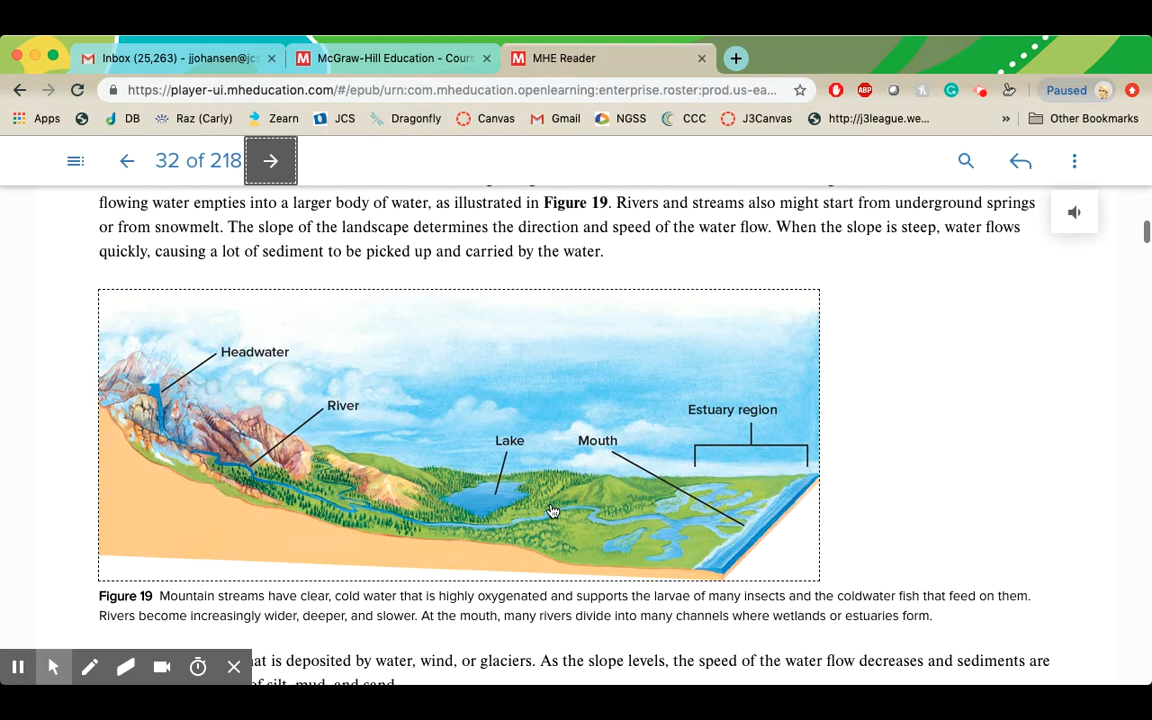 Inbox (25,263) - jjohansen@jcs
McGraw-Hill Education - Cours
MHE Reader
https://player-ui.mheducation.com/#/epub/urn:com.mheducation.openlearning:enterprise.roster:prod.us-ea...
ABP
Paused
Apps
DB
Raz (Carly)
Zearn
JCS
Dragonfly
Canvas
Gmail
NGSS
CCC
J3Canvas
http://j3league.we...
»
Other Bookmarks
32 of 218
flowing water empties into a larger body of water, as illustrated in Figure 19. Rivers and streams also might start from underground springs
or from snowmelt. The slope of the landscape determines the direction and speed of the water flow. When the slope is steep, water flows
quickly, causing a lot of sediment to be picked up and carried by the water.
Headwater
River
Lake
Mouth
Estuary region
Figure 19 Mountain streams have clear, cold water that is highly oxygenated and supports the larvae of many insects and the coldwater fish that feed on them.
Rivers become increasingly wider, deeper, and slower. At the mouth, many rivers divide into many channels where wetlands or estuaries form.
hat is deposited by water, wind, or glaciers. As the slope levels, the speed of the water flow decreases and sediments are
of silt, mud, and sand.